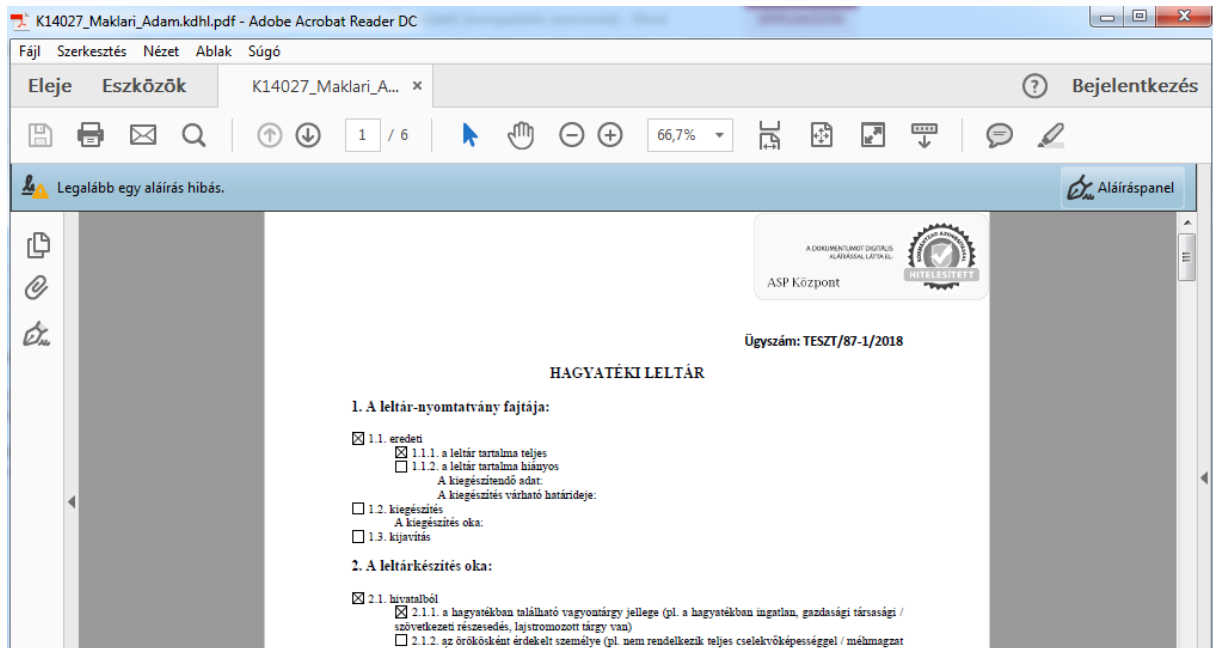 K14027_Maklari_Adam.kdhl.pdf - Adobe Acrobat Reader DC
Fájl Szerkesztés Nézet Ablak Súgó
Eleje Eszközök K14027_Maklari_A... × ? Bejelentkezés
1 / 6 66,7%
Legalább egy aláírás hibás. Aláíráspanel
A DOKUMENTUMOT DIGITÁLIS
ALÁÍRÁSSAL LÁTTA EL.
HITELESÍTETT
ASP Központ
Ügyszám: TESZT/87-1/2018
HAGYATÉKI LELTÁR
1. A leltár-nyomtatvány fajtája:
1.1. eredeti
1.1.1. a leltár tartalma teljes
1.1.2. a leltár tartalma hiányos
A kiegészítendő adat:
A kiegészítés várható határideje:
1.2. kiegészítés
A kiegészítés oka:
1.3. kijavítás
2. A leltárkészítés oka:
2.1. hivatalból
2.1.1. a hagyatékban található vagyontárgy jellege (pl. a hagyatékban ingatlan, gazdasági társasági /
szövetkezeti részesedés, lajstromozott tárgy van)
2.1.2. az örökösként érdekelt személye (pl. nem rendelkezik teljes cselekvőképességgel / méhmagzat